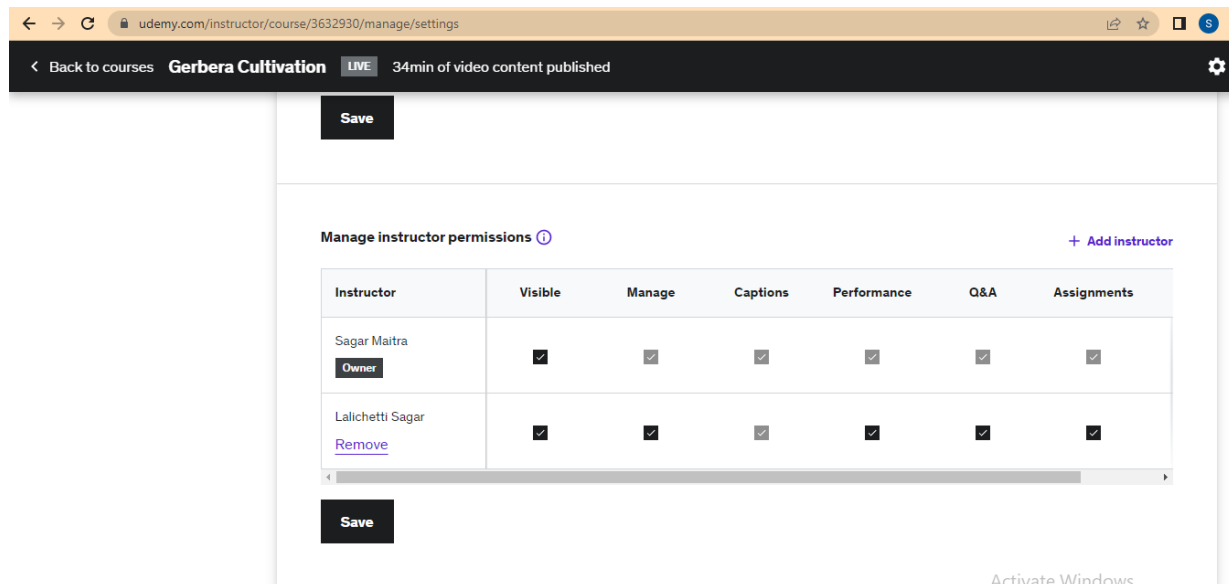 udemy.com/instructor/course/3632930/manage/settings
S
Back to courses Gerbera Cultivation LIVE 34min of video content published
Save
Manage instructor permissions
+ Add instructor
Instructor Visible Manage Captions Performance Q&A Assignments
Sagar Maitra
Owner
Lalichetti Sagar
Remove
Save
Activate Windows